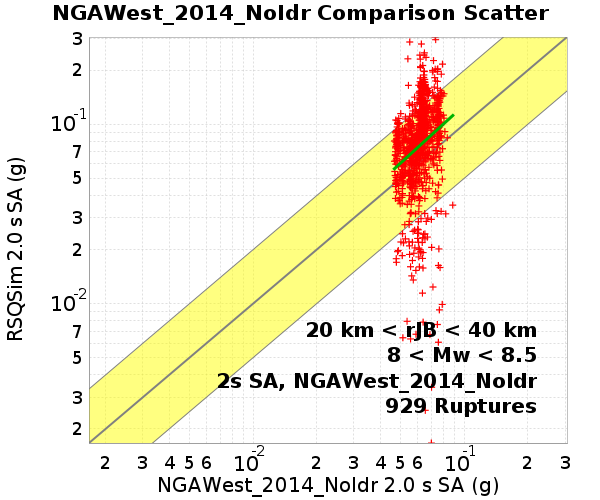 NGAWest_2014_NoIdr Comparison Scatter
3
2
10^-1
7
5
3
2
10^-2
7
5
3
2
RSQSim 2.0 s SA (g)
20 km < rJB < 40 km
8 < Mw < 8.5
2s SA, NGAWest_2014_NoIdr
929 Ruptures
2 3 4 5 6 10^-2 2 3 4 5 6 10^-1 2 3
NGAWest_2014_NoIdr 2.0 s SA (g)